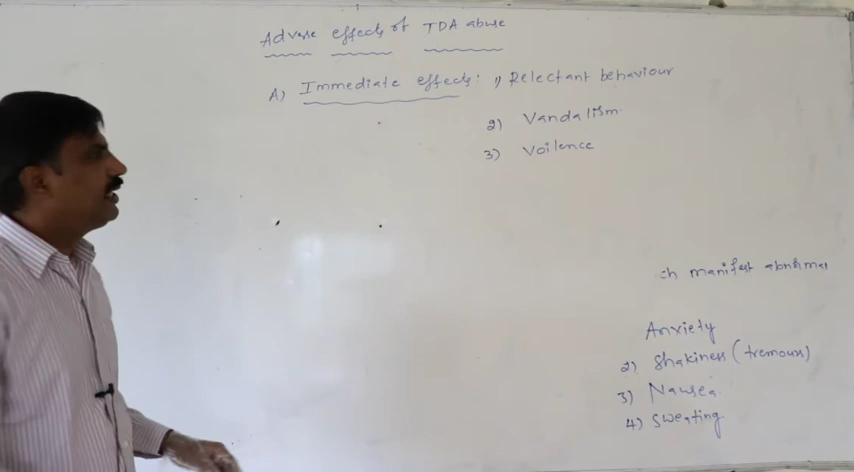 Adverse effects of TDA abuse
A) Immediate effects: 1) Relectant behaviour
2) Vandalism
3) Voilence
manifest abnormal
Anxiety
2) Shakiness (tremours)
3) Nausea
4) Sweating